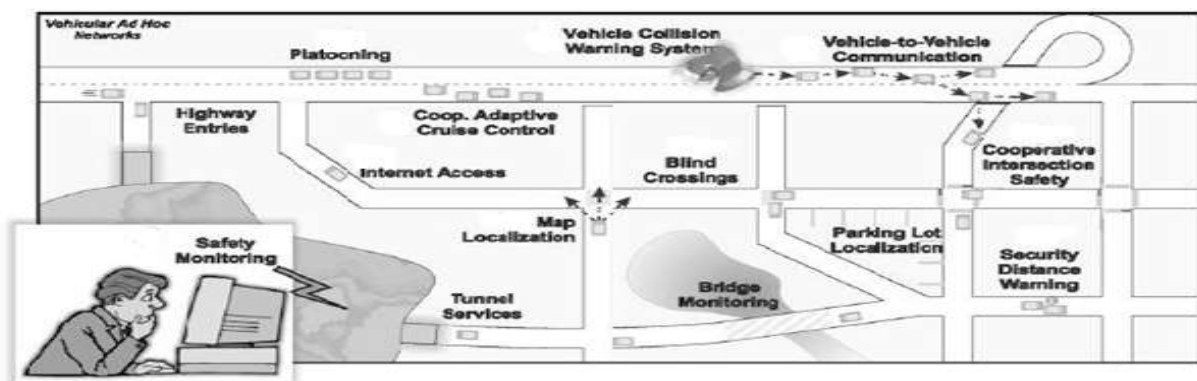 Vehicular Ad Hoc
Networks
Platooning
Vehicle Collision
Warning System
Vehicle-to-Vehicle
Communication
Highway
Entries
Coop. Adaptive
Cruise Control
Internet Access
Blind
Crossings
Cooperative
Intersection
Safety
Map
Localization
Parking Lot
Localization
Safety
Monitoring
Tunnel
Services
Bridge
Monitoring
Security
Distance
Warning